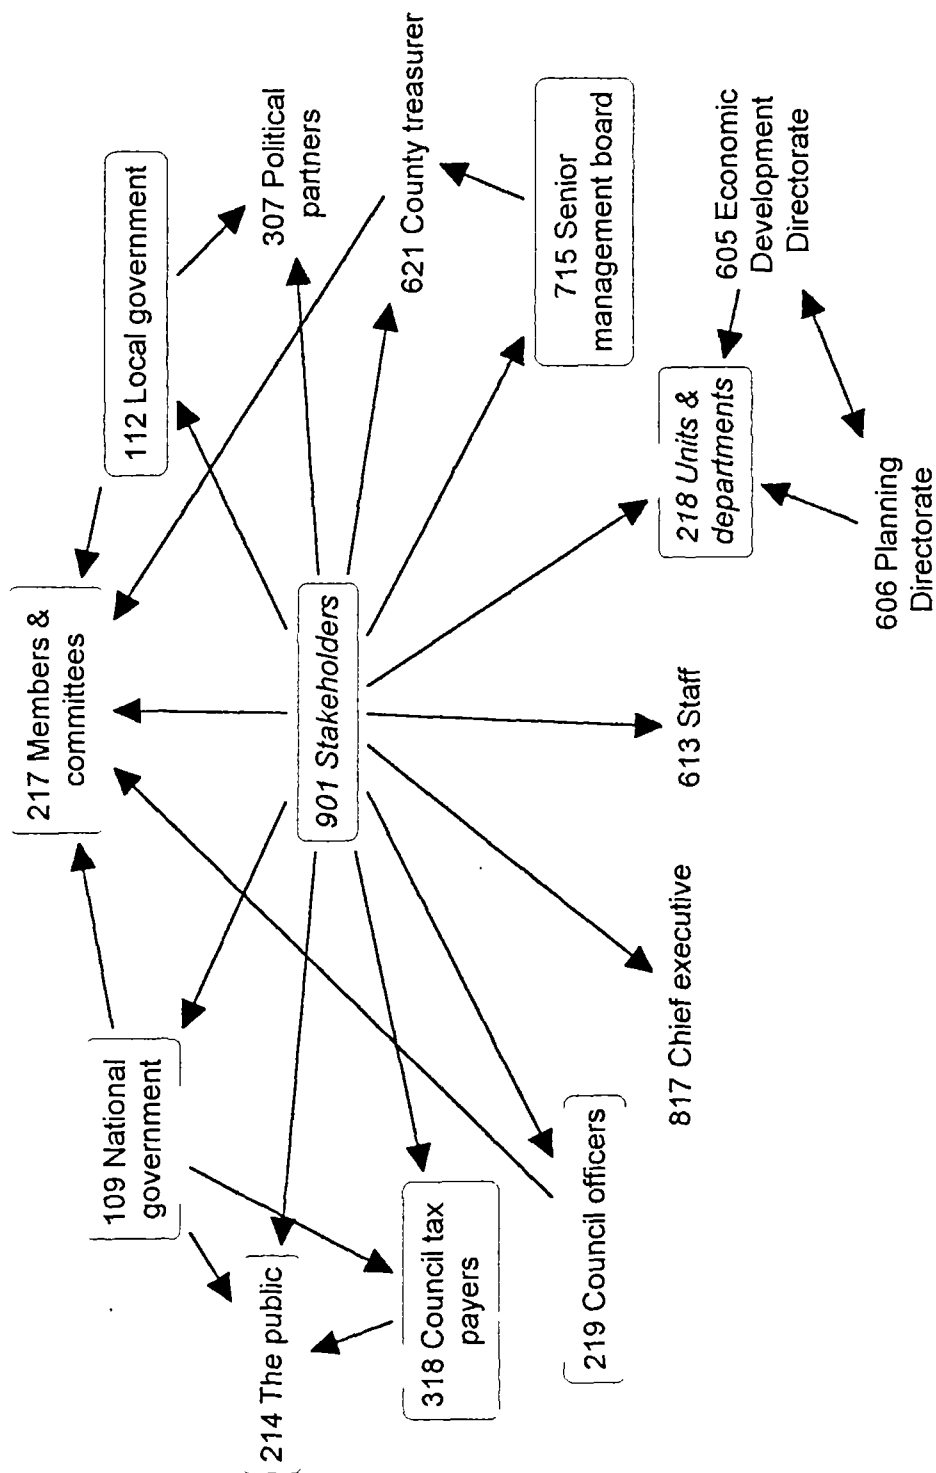 217 Members &
committees
109 National
government
112 Local government
214 The public
307 Political
partners
901 Stakeholders
318 Council tax
payers
621 County treasurer
219 Council officers
715 Senior
management board
817 Chief executive
613 Staff
218 Units &
departments
605 Economic
Development
Directorate
606 Planning
Directorate